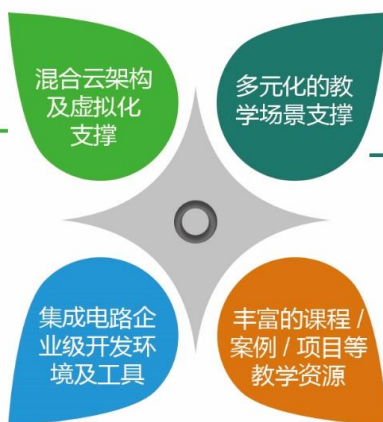 混合云架构
及虚拟化
支撑
多元化的教
学场景支撑
集成电路企
业级开发环
境及工具
丰富的课程 /
案例 / 项目等
教学资源